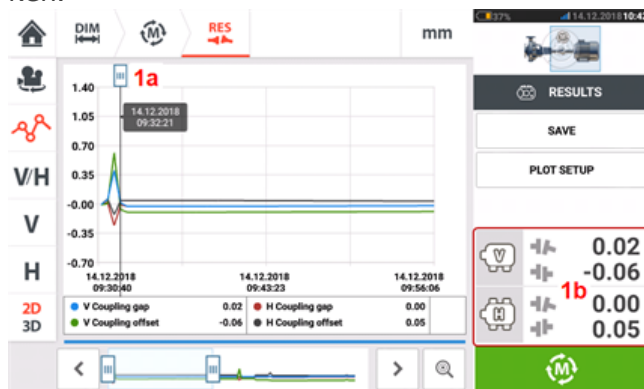 DIM
M
RES
mm
37%
14.12.2018 10:42
1a
1.40
1.05
0.70
0.35
-0.00
-0.35
-0.70
14.12.2018
09:32:21
14.12.2018
09:30:40
14.12.2018
09:43:23
14.12.2018
09:56:06
V Coupling gap 0.02
H Coupling gap 0.00
V Coupling offset -0.06
H Coupling offset 0.05
V/H
V
H
2D
3D
RESULTS
SAVE
PLOT SETUP
V
0.02
-0.06
1b
H
0.00
0.05
M